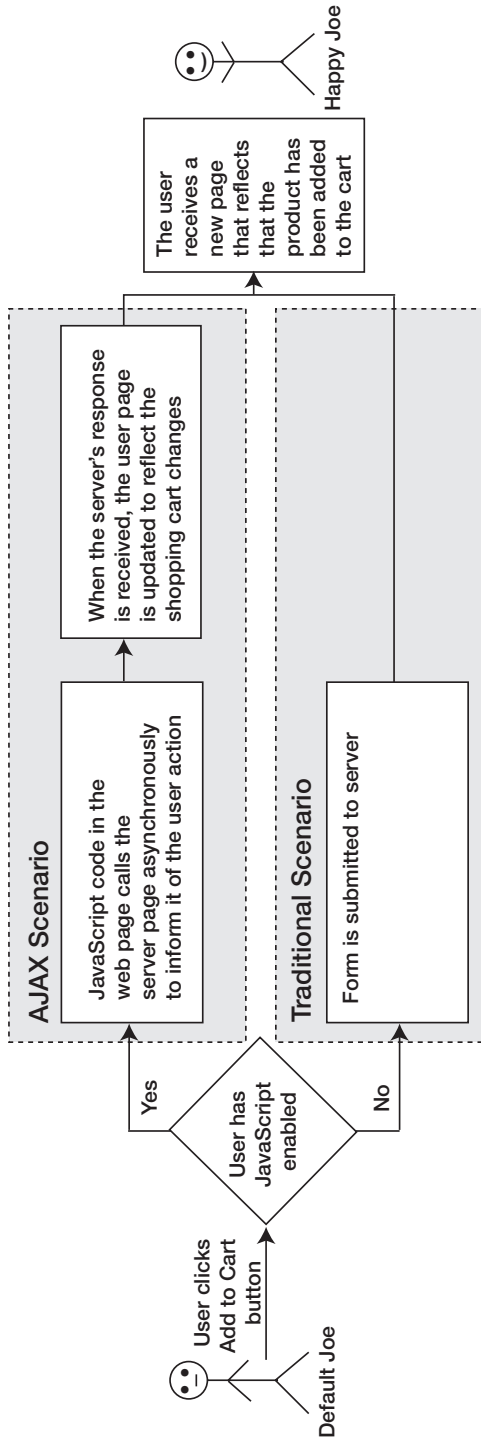 Default Joe
User clicks
Add to Cart
button
User has
JavaScript
enabled
Yes
No
AJAX Scenario
JavaScript code in the
web page calls the
server page asynchronously
to inform it of the user action
When the server's response
is received, the user page
is updated to reflect the
shopping cart changes
Traditional Scenario
Form is submitted to server
The user
receives a
new page
that reflects
that the
product has
been added
to the cart
Happy Joe